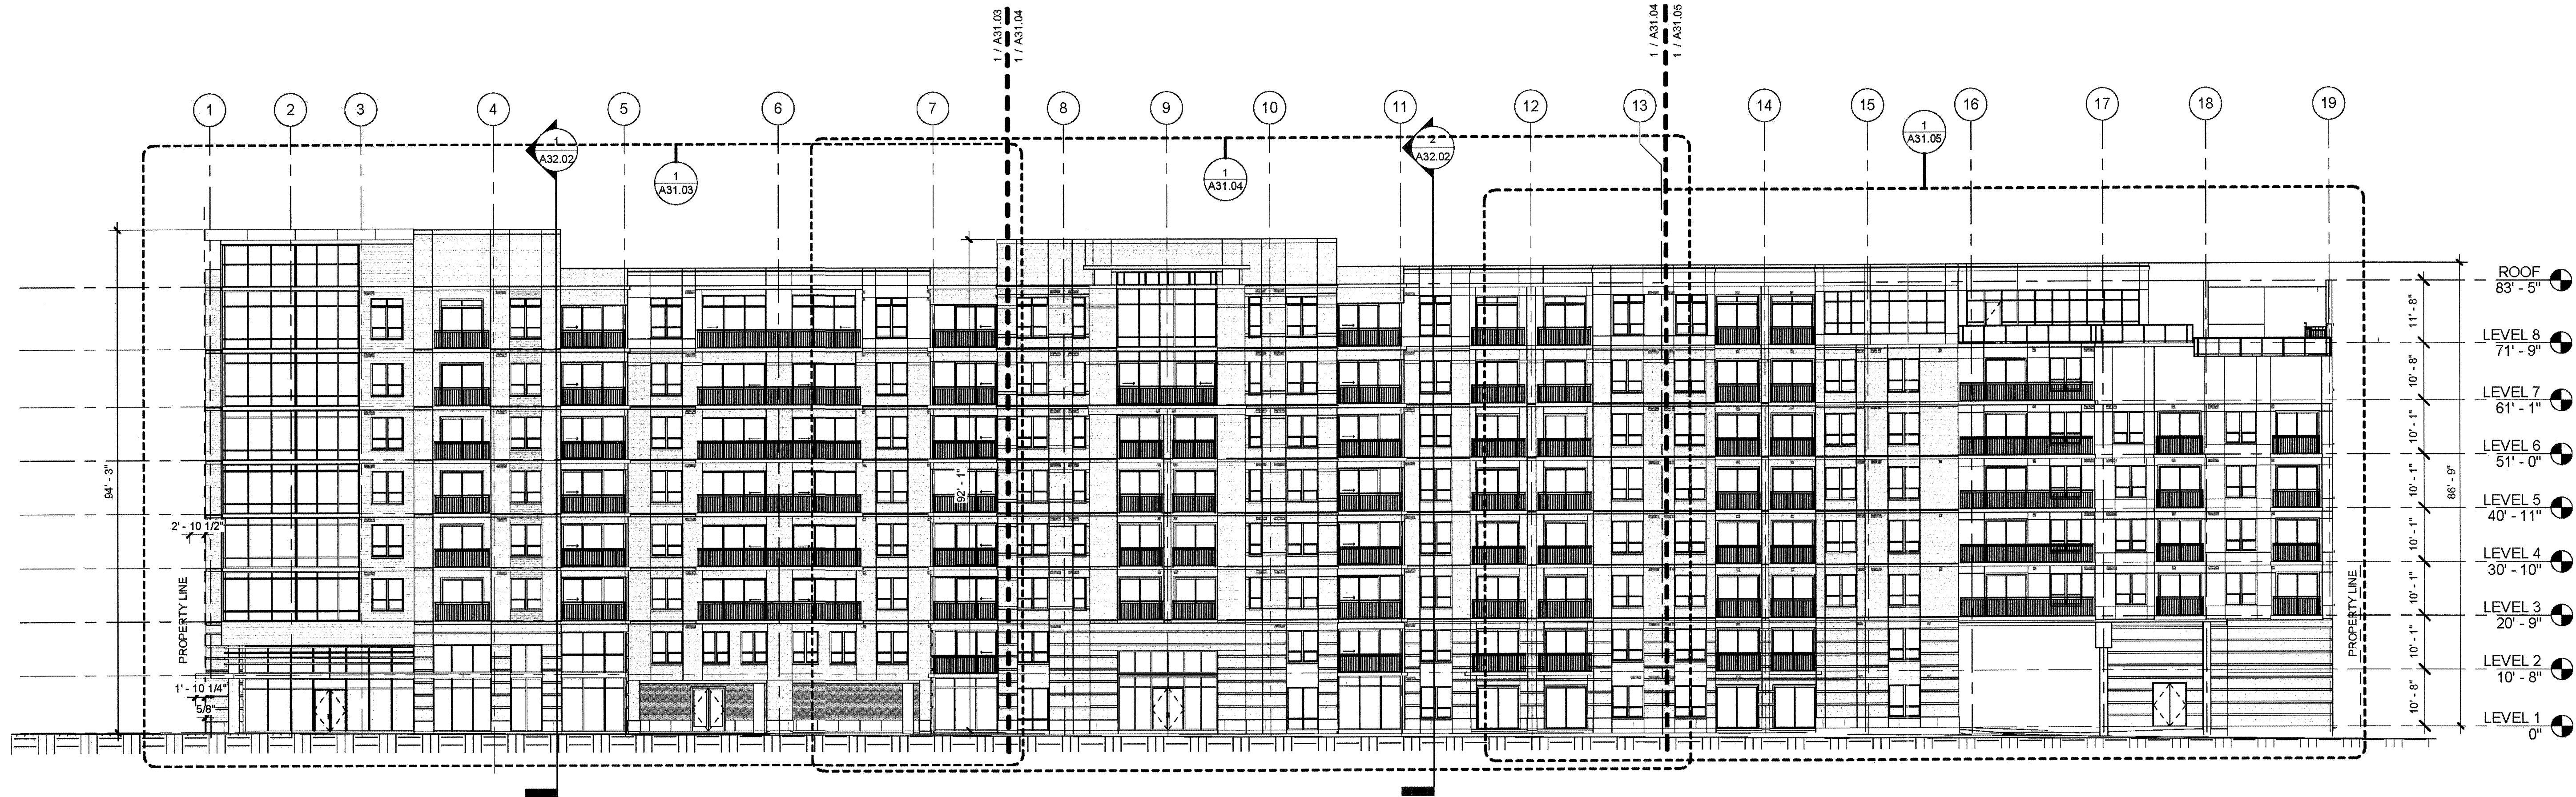 1 / A31.03
1 / A31.04
1 / A31.04
1 / A31.05
1
2
3
4
5
6
7
8
9
10
11
12
13
14
15
16
17
18
19
1
A32.02
1
A31.03
1
A31.04
2
A32.02
1
A31.05
94' - 3"
92' - 1"
86' - 9"
2' - 10 1/2"
PROPERTY LINE
1' - 10 1/4"
5/8"
PROPERTY LINE
ROOF
83' - 5"
11' - 8"
LEVEL 8
71' - 9"
10' - 8"
LEVEL 7
61' - 1"
10' - 1"
LEVEL 6
51' - 0"
10' - 1"
LEVEL 5
40' - 11"
10' - 1"
LEVEL 4
30' - 10"
10' - 1"
LEVEL 3
20' - 9"
10' - 1"
LEVEL 2
10' - 8"
10' - 8"
LEVEL 1
0"